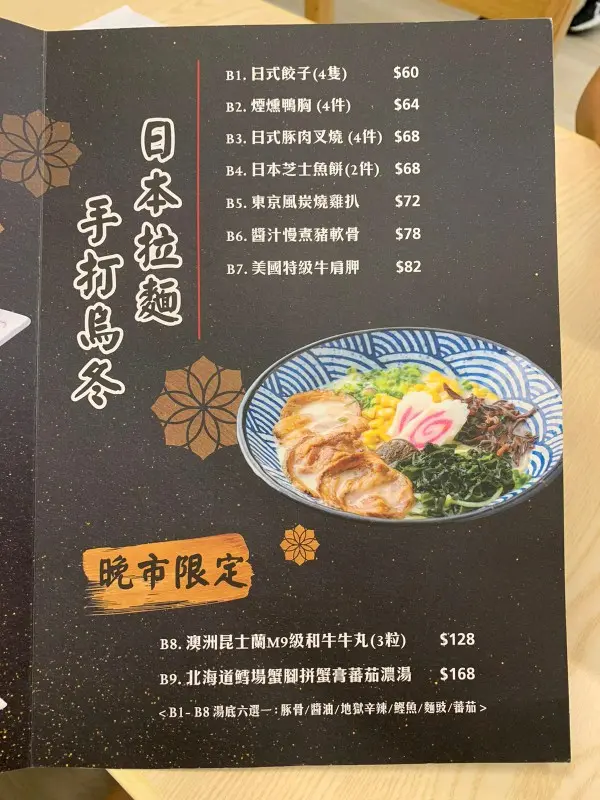 日本拉麵
手打烏冬
B1. 日式餃子(4隻) $60
B2. 煙燻鴨胸 (4件) $64
B3. 日式豚肉叉燒 (4件) $68
B4. 日本芝士魚餅(2件) $68
B5. 東京風炭燒雞扒 $72
B6. 醬汁慢煮豬軟骨 $78
B7. 美國特級牛肩胛 $82
晚市限定
B8. 澳洲昆士蘭M9級和牛牛丸(3粒) $128
B9. 北海道鱈場蟹腳拼蟹膏蕃茄濃湯 $168
< B1- B8 湯底六選一：豚骨/醬油/地獄辛辣/鰹魚/麵豉/蕃茄 >